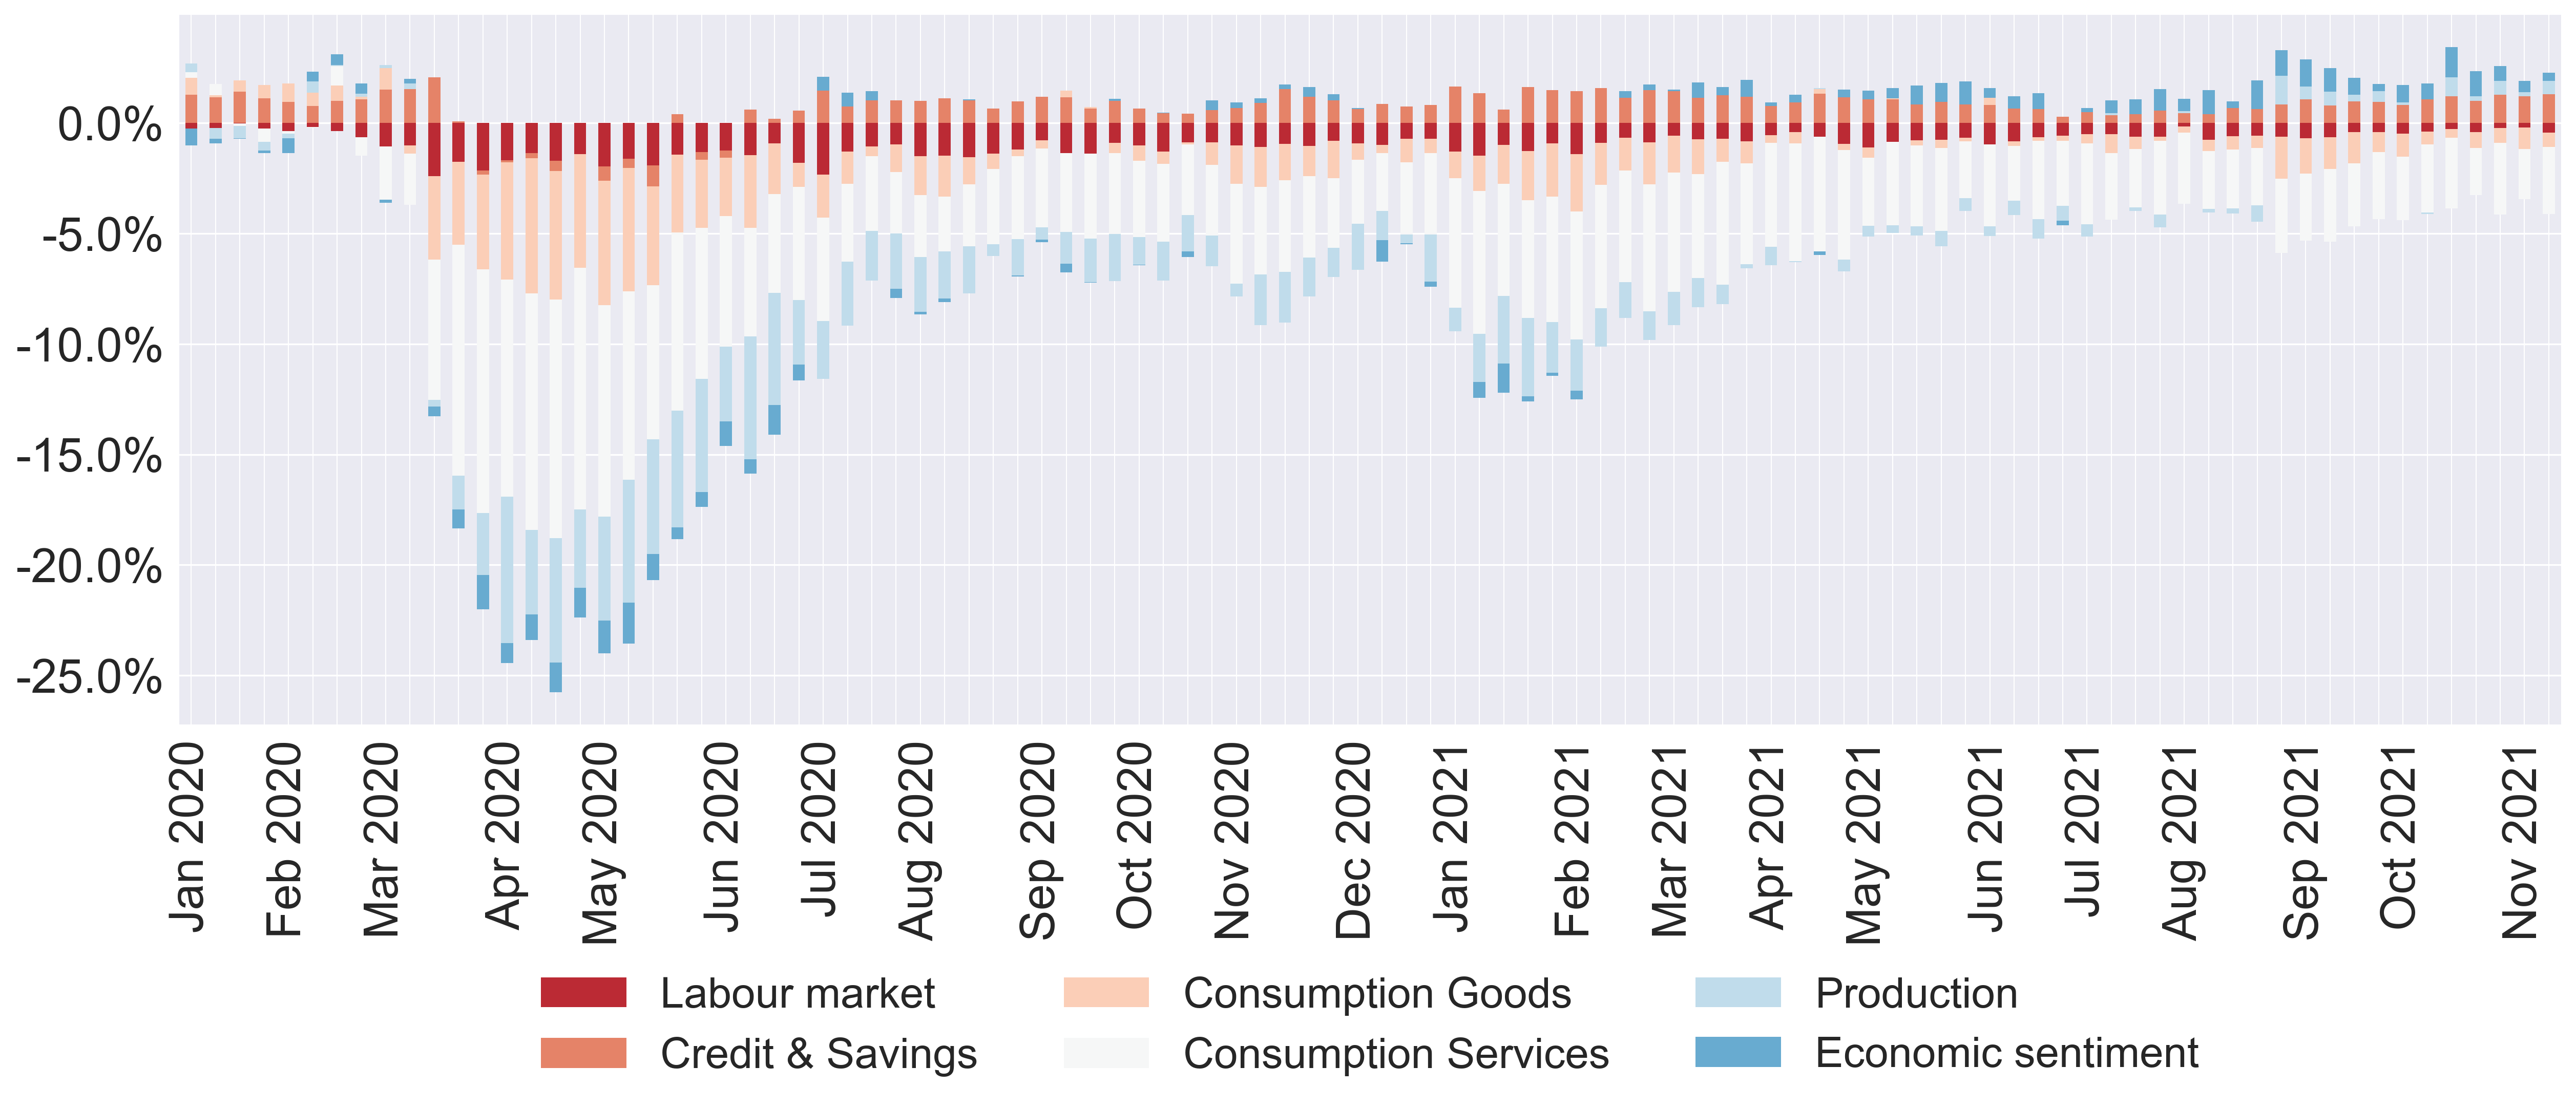 0.0%
-5.0%
-10.0%
-15.0%
-20.0%
-25.0%
Jan 2020
Feb 2020
Mar 2020
Apr 2020
May 2020
Jun 2020
Jul 2020
Aug 2020
Sep 2020
Oct 2020
Nov 2020
Dec 2020
Jan 2021
Feb 2021
Mar 2021
Apr 2021
May 2021
Jun 2021
Jul 2021
Aug 2021
Sep 2021
Oct 2021
Nov 2021
Labour market
Consumption Goods
Production
Credit & Savings
Consumption Services
Economic sentiment